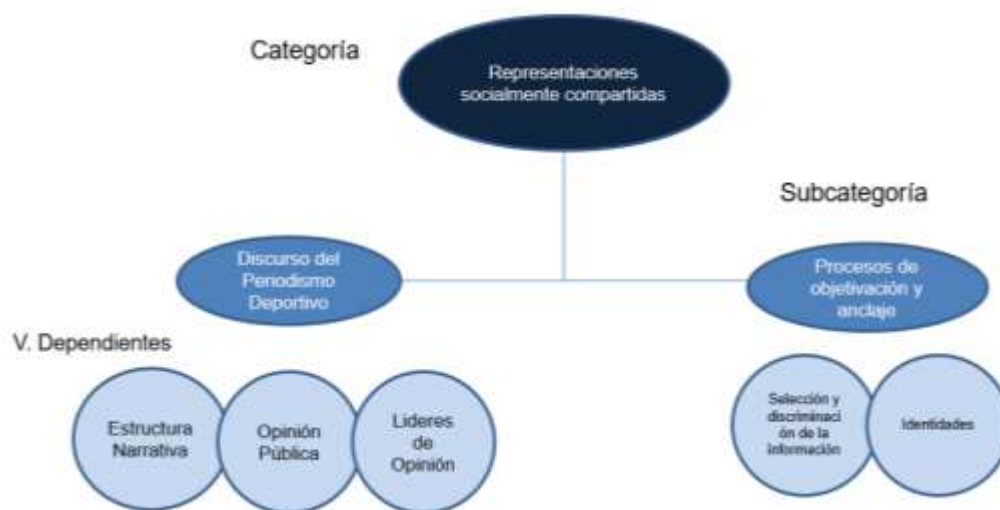 Categoría
Representaciones
socialmente compartidas
Subcategoría
Discurso del
Periodismo
Deportivo
Procesos de
objetivación y
anclaje
V. Dependientes
Estructura
Narrativa
Opinión
Pública
Lideres
de
Opinión
Selección y
discriminaci
ón de la
Información
Identidades